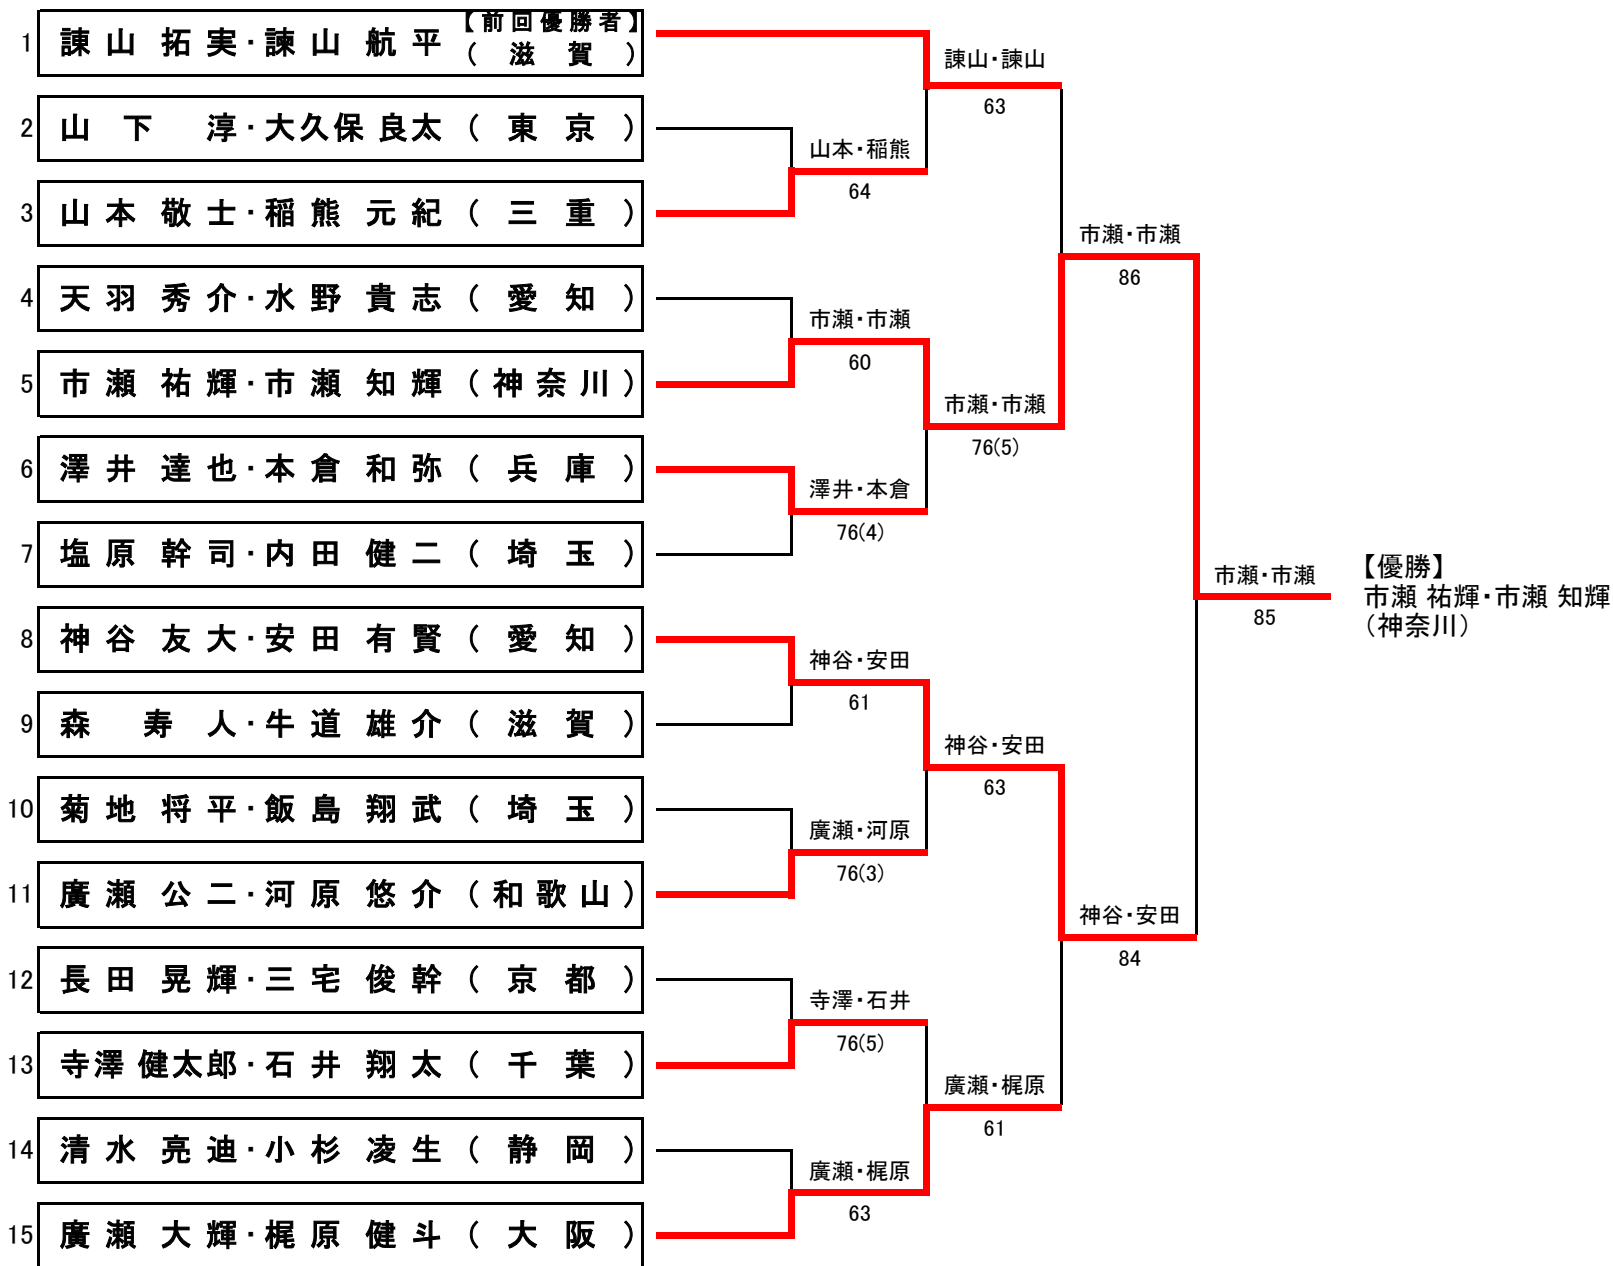 1 諌山 拓実・諌山 航平 【前回優勝者】
(滋賀)
2 山下 淳・大久保 良太 (東京)
3 山本 敬士・稲熊 元紀 (三重)
4 天羽 秀介・水野 貴志 (愛知)
5 市瀬 祐輝・市瀬 知輝 (神奈川)
6 澤井 達也・本倉 和弥 (兵庫)
7 塩原 幹司・内田 健二 (埼玉)
8 神谷 友大・安田 有賢 (愛知)
9 森 寿人・牛道 雄介 (滋賀)
10 菊地 将平・飯島 翔武 (埼玉)
11 廣瀬 公二・河原 悠介 (和歌山)
12 長田 晃輝・三宅 俊幹 (京都)
13 寺澤 健太郎・石井 翔太 (千葉)
14 清水 亮迪・小杉 凌生 (静岡)
15 廣瀬 大輝・梶原 健斗 (大阪)
山本・稲熊
64
市瀬・市瀬
60
澤井・本倉
76(4)
神谷・安田
61
廣瀬・河原
76(3)
寺澤・石井
76(5)
廣瀬・梶原
63
諌山・諌山
63
市瀬・市瀬
76(5)
神谷・安田
63
廣瀬・梶原
61
市瀬・市瀬
86
神谷・安田
84
市瀬・市瀬
85
【優勝】
市瀬 祐輝・市瀬 知輝
(神奈川)